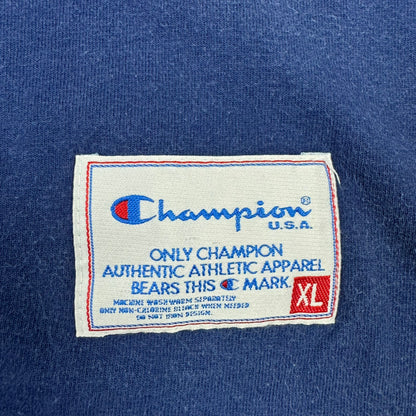 Champion®
U.S.A.
ONLY CHAMPION
AUTHENTIC ATHLETIC APPAREL
BEARS THIS C MARK.
XL
MACHINE WASH WARM SEPARATELY
ONLY NON-CHLORINE BLEACH WHEN NEEDED
DO NOT IRON DESIGN.